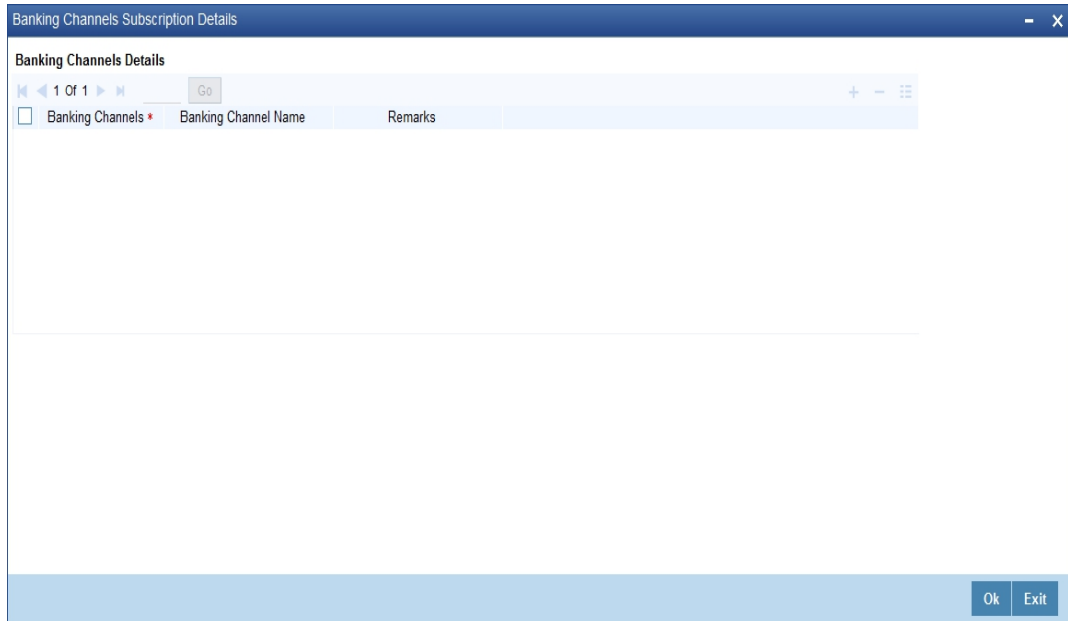 Banking Channels Subscription Details
Banking Channels Details
1 Of 1 Go
Banking Channels * Banking Channel Name Remarks
Ok Exit